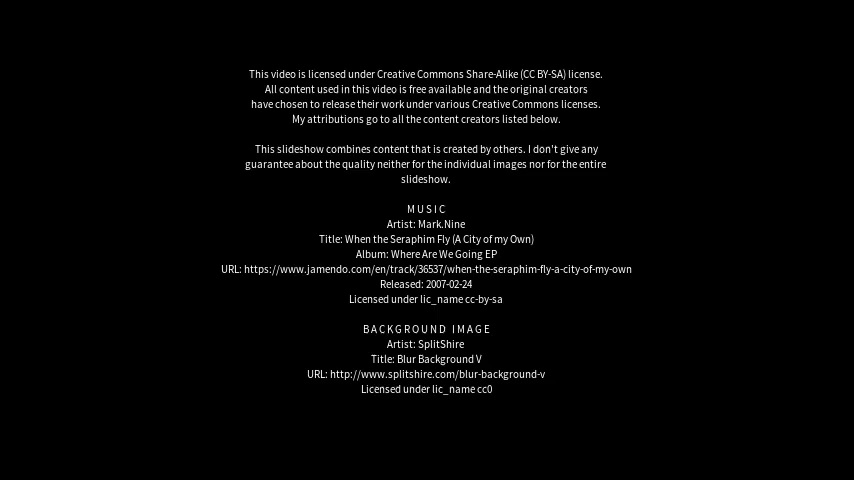 This video is licensed under Creative Commons Share-Alike (CC BY-SA) license.
All content used in this video is free available and the original creators
have chosen to release their work under various Creative Commons licenses.
My attributions go to all the content creators listed below.
This slideshow combines content that is created by others. I don't give any
guarantee about the quality neither for the individual images nor for the entire
slideshow.
MUSIC
Artist: Mark.Nine
Title: When the Seraphim Fly (A City of my Own)
Album: Where Are We Going EP
URL: https://www.jamendo.com/en/track/36537/when-the-seraphim-fly-a-city-of-my-own
Released: 2007-02-24
Licensed under lic_name cc-by-sa
BACKGROUND IMAGE
Artist: SplitShire
Title: Blur Background V
URL: http://www.splitshire.com/blur-background-v
Licensed under lic_name cc0